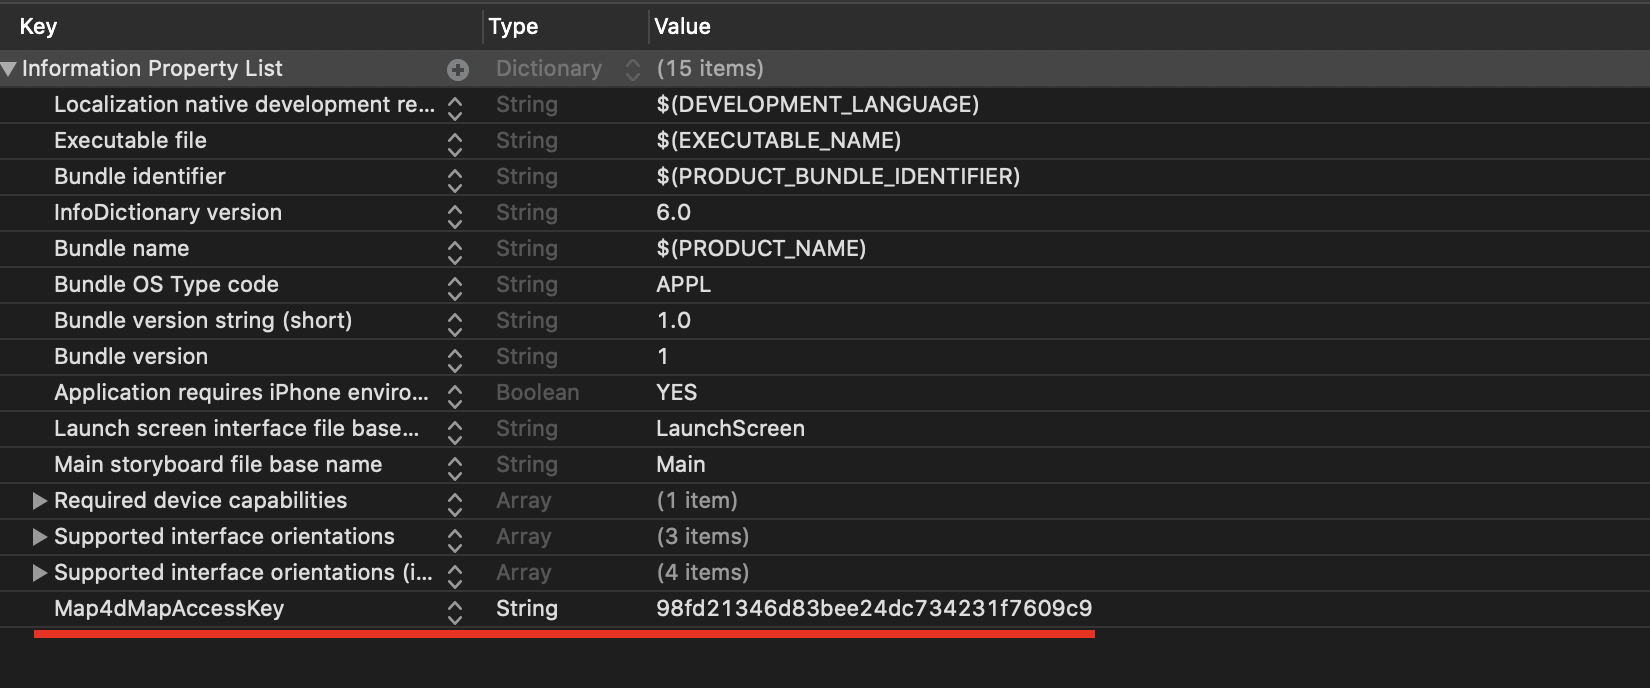 Key Type Value
Information Property List Dictionary (15 items)
Localization native development re... String $(DEVELOPMENT_LANGUAGE)
Executable file String $(EXECUTABLE_NAME)
Bundle identifier String $(PRODUCT_BUNDLE_IDENTIFIER)
InfoDictionary version String 6.0
Bundle name String $(PRODUCT_NAME)
Bundle OS Type code String APPL
Bundle version string (short) String 1.0
Bundle version String 1
Application requires iPhone enviro... Boolean YES
Launch screen interface file base... String LaunchScreen
Main storyboard file base name String Main
Required device capabilities Array (1 item)
Supported interface orientations Array (3 items)
Supported interface orientations (i... Array (4 items)
Map4dMapAccessKey String 98fd21346d83bee24dc734231f7609c9